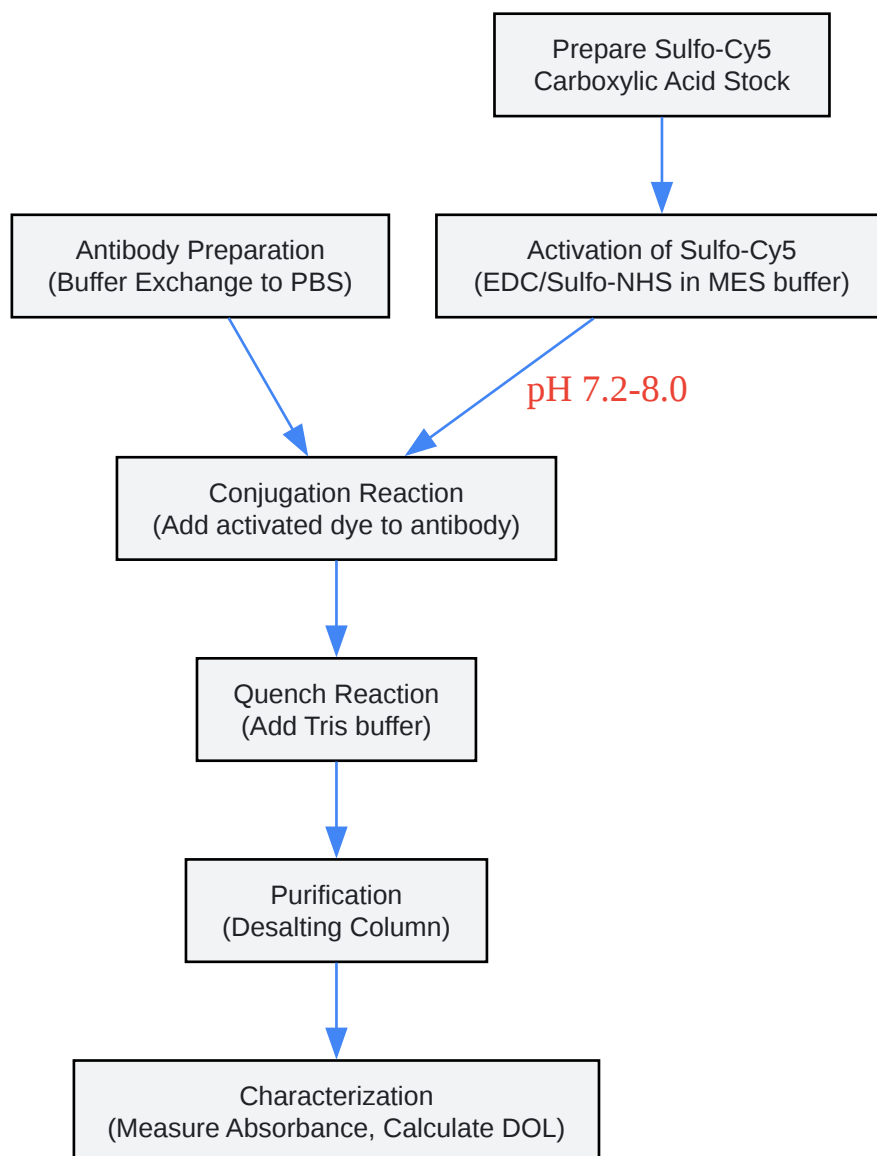 Prepare Sulfo-Cy5
Carboxylic Acid Stock
Antibody Preparation
(Buffer Exchange to PBS)
Activation of Sulfo-Cy5
(EDC/Sulfo-NHS in MES buffer)
pH 7.2-8.0
Conjugation Reaction
(Add activated dye to antibody)
Quench Reaction
(Add Tris buffer)
Purification
(Desalting Column)
Characterization
(Measure Absorbance, Calculate DOL)